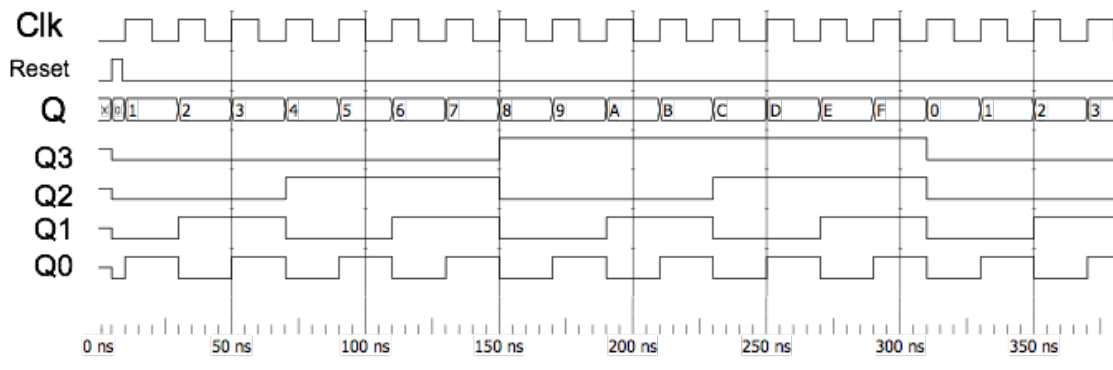 Clk
Reset
Q X 0 1 2 3 4 5 6 7 8 9 A B C D E F 0 1 2 3
Q3
Q2
Q1
Q0
0 ns 50 ns 100 ns 150 ns 200 ns 250 ns 300 ns 350 ns